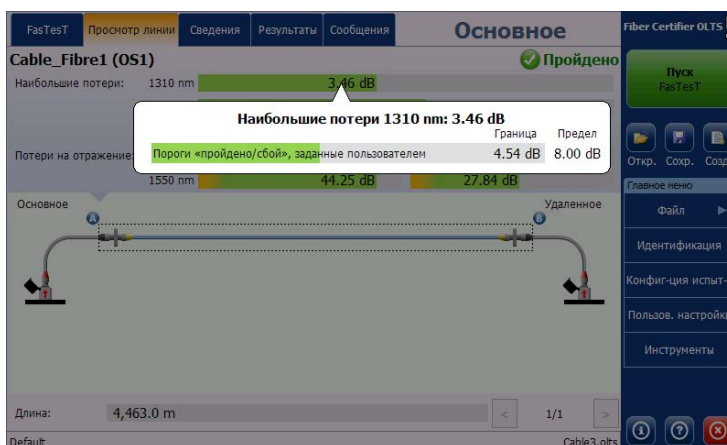 FasTesT Просмотр линии Сведения Результаты Сообщения Основное
Fiber Certifier OLTS
Cable_Fibre1 (OS1) Пройдено
Наибольшие потери: 1310 nm 3.46 dB
Наибольшие потери 1310 nm: 3.46 dB
Граница Предел
Пороги «пройдено/сбой», заданные пользователем 4.54 dB 8.00 dB
Потери на отражение:
1550 nm 44.25 dB 27.84 dB
Основное Удаленное
A B
Длина: 4,463.0 m < 1/1 >
Default Cable3.olts
Пуск
FasTesT
Откр. Сохр. Созд
Главное меню
Файл
Идентификация
Конфиг-ция испыт-
Пользов. настройки
Инструменты